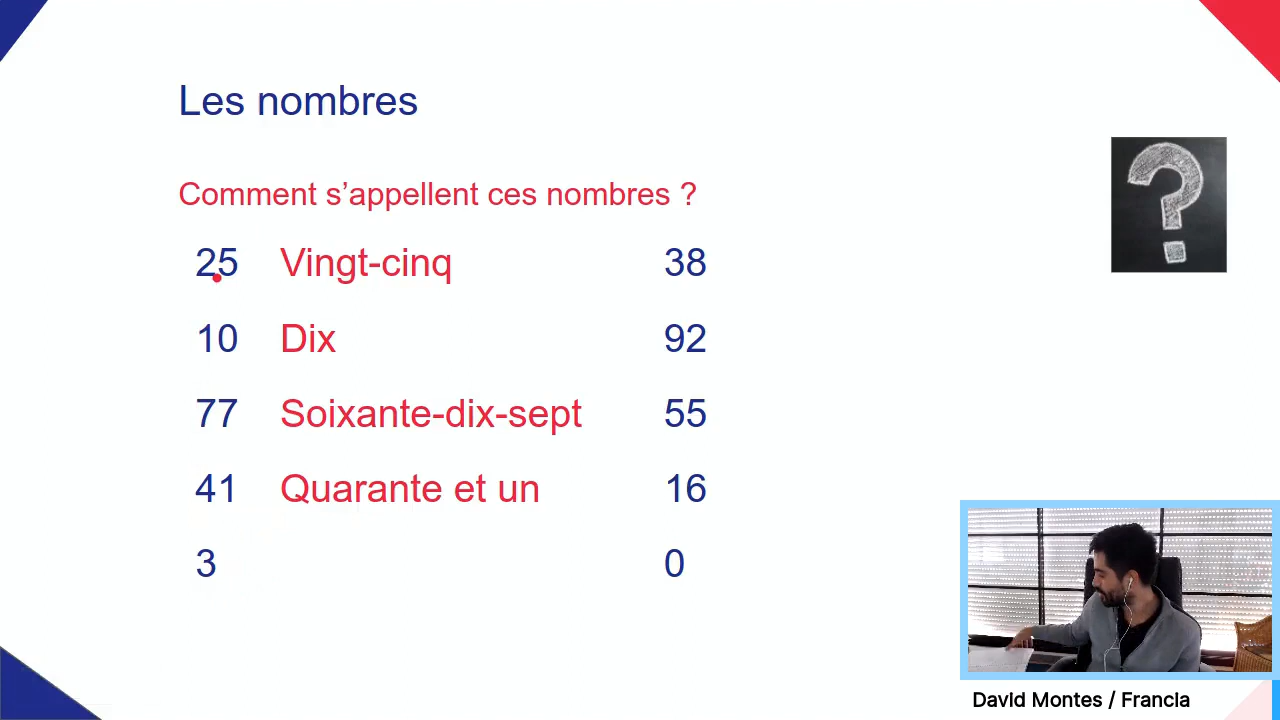 Les nombres
Comment s’appellent ces nombres ?
25 Vingt-cinq 38
10 Dix 92
77 Soixante-dix-sept 55
41 Quarante et un 16
3 0
David Montes / Francia